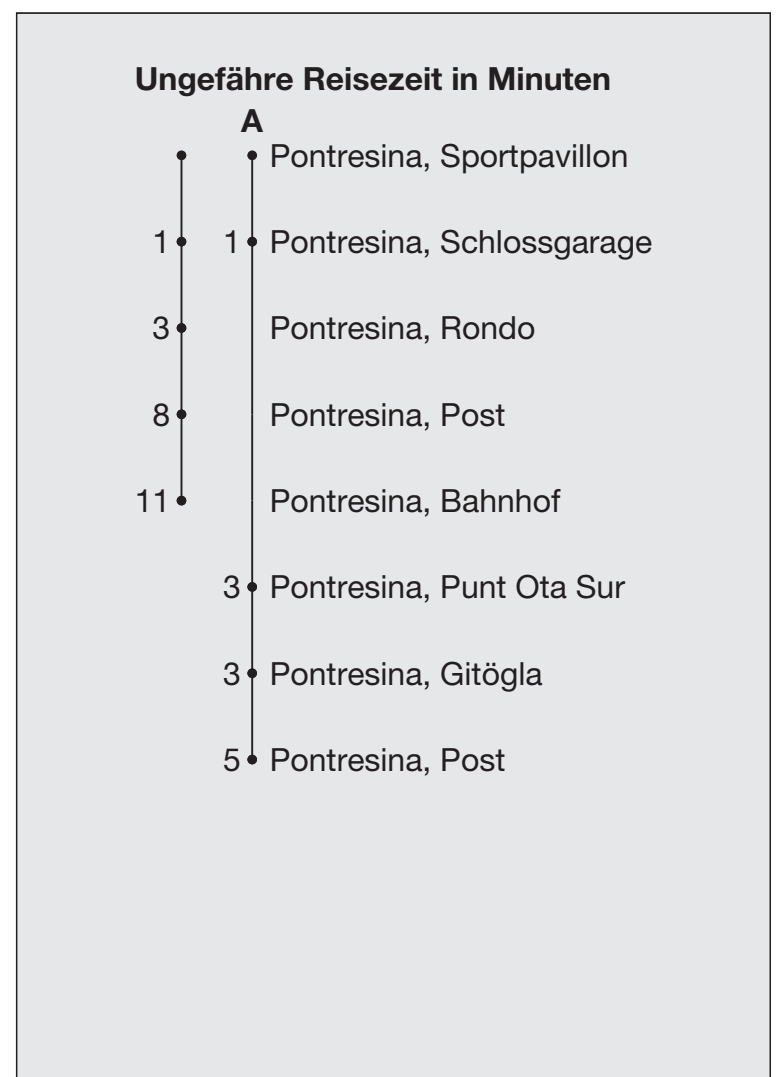 Ungefähre Reisezeit in Minuten
A
Pontresina, Sportpavillon
1 1 Pontresina, Schlossgarage
3 Pontresina, Rondo
8 Pontresina, Post
11 Pontresina, Bahnhof
3 Pontresina, Punt Ota Sur
3 Pontresina, Gitögla
5 Pontresina, Post